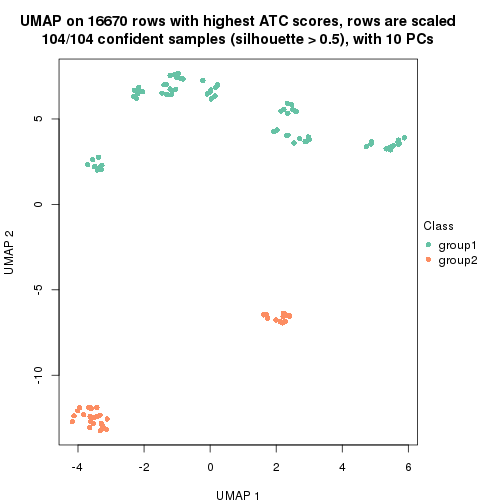 UMAP on 16670 rows with highest ATC scores, rows are scaled
104/104 confident samples (silhouette > 0.5), with 10 PCs
5
0
-5
-10
UMAP 2
-4
-2
0
2
4
6
UMAP 1
Class
group1
group2